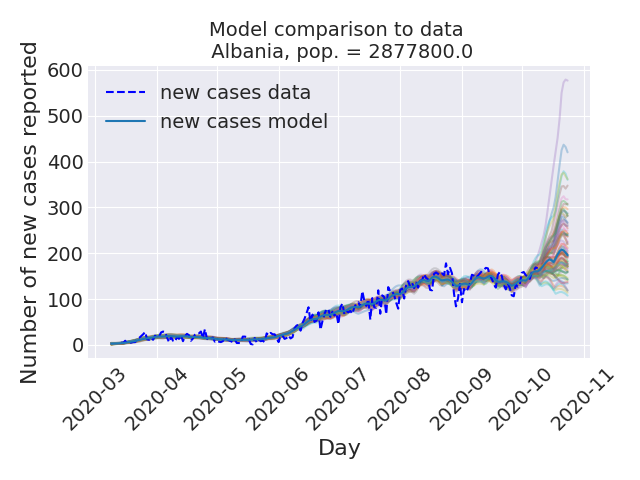 Model comparison to data
Albania, pop. = 2877800.0
Number of new cases reported
600
500
400
300
200
100
0
new cases data
new cases model
2020-03
2020-04
2020-05
2020-06
2020-07
2020-08
2020-09
2020-10
2020-11
Day